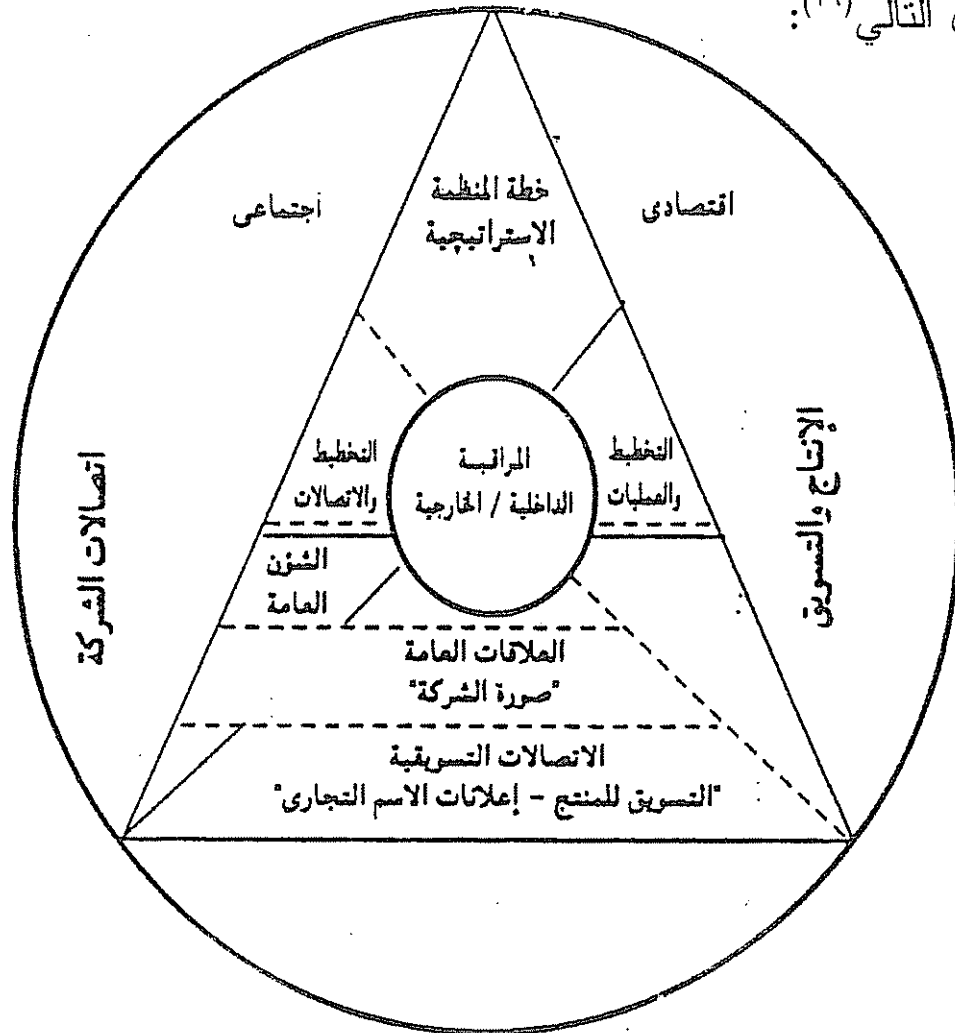 التالي
خطة المنظمة
الإستراتيجية
اقتصادى
اجتماعى
الإنتاج والتسويق
اتصالات الشركة
التخطيط
والعمليات
المراقبة
الداخلية / الخارجية
التخطيط
والاتصالات
الشئون
العامة
العلاقات العامة
"صورة الشركة"
الاتصالات التسويقية
"التسويق للمنتج - إعلانات الاسم التجارى"